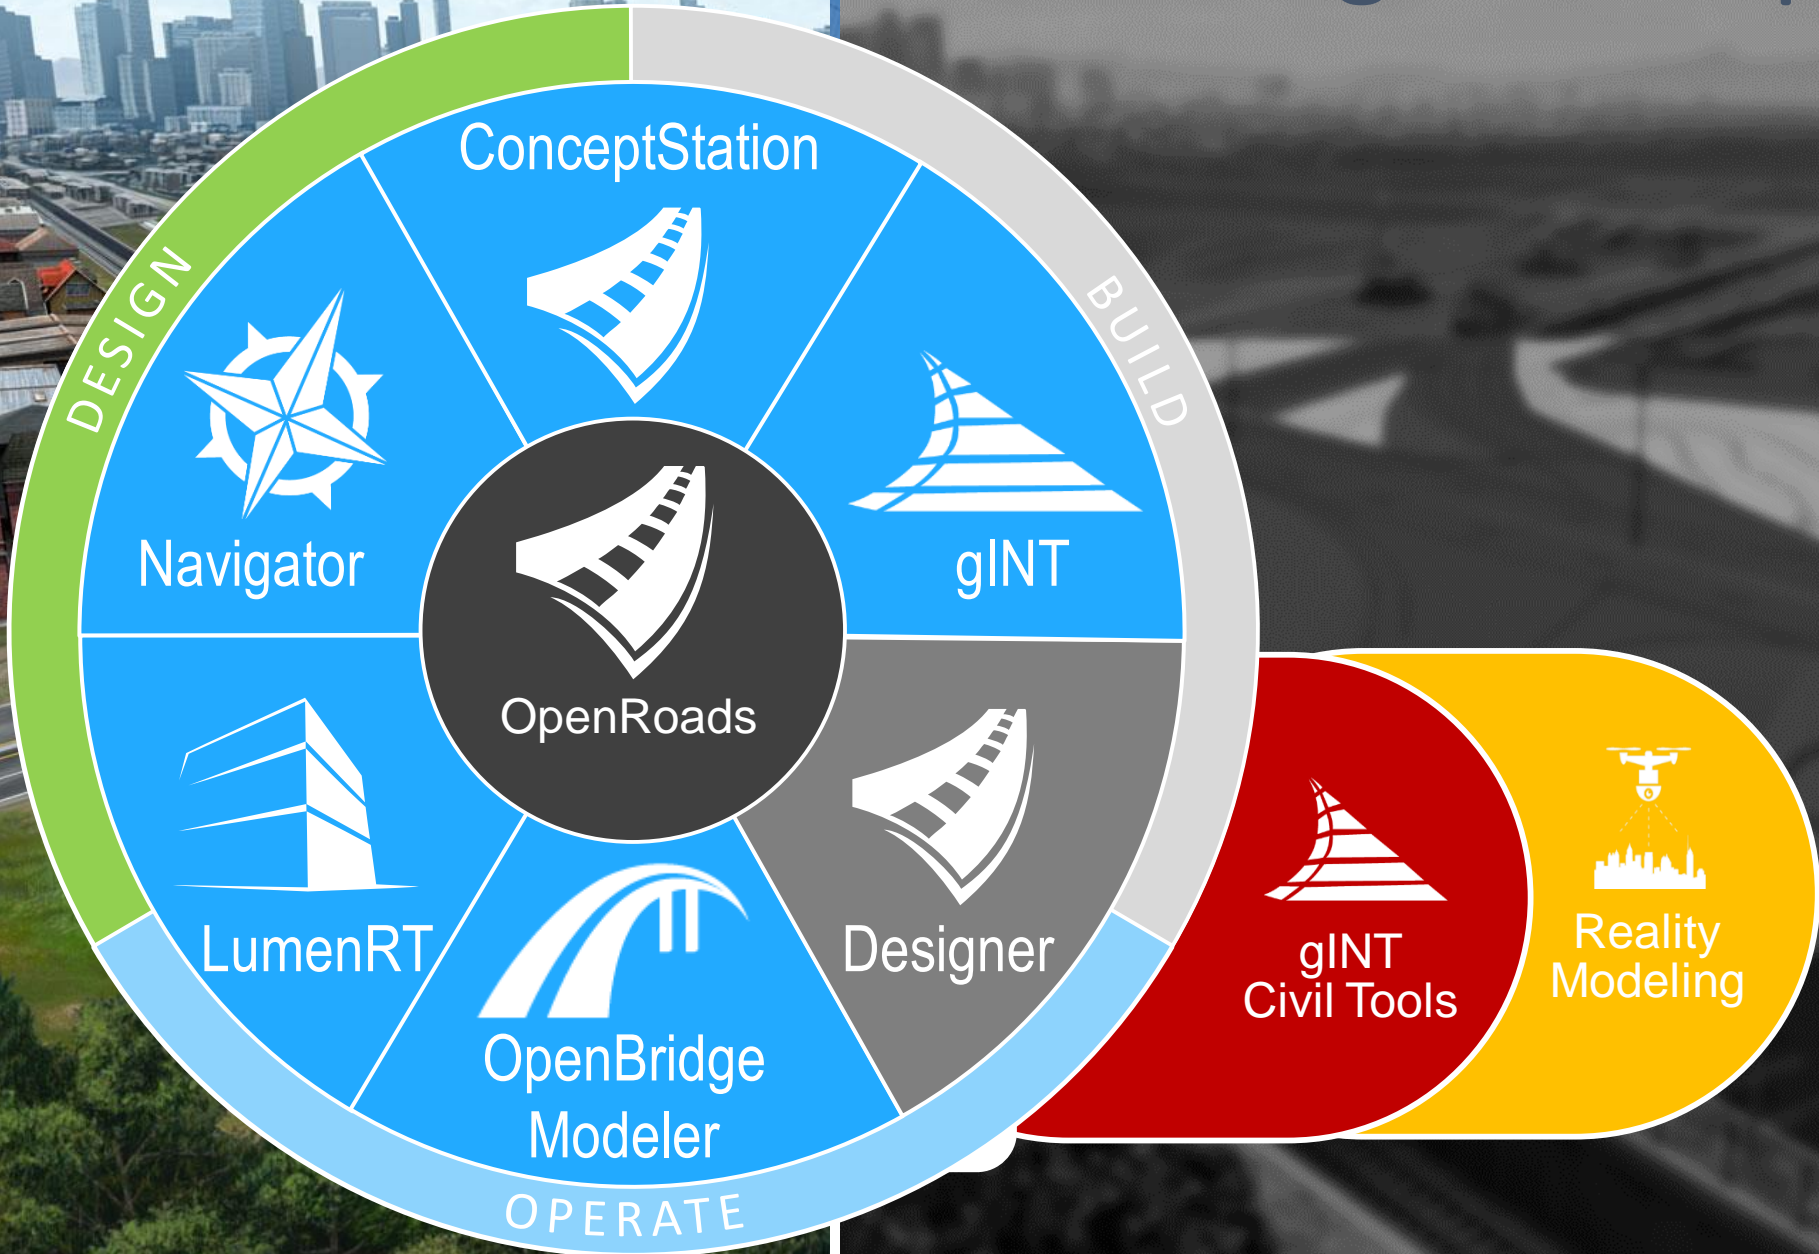 ConceptStation
DESIGN
BUILD
Navigator
gINT
OpenRoads
LumenRT
Designer
OpenBridge
Modeler
OPERATE
gINT
Civil Tools
Reality
Modeling